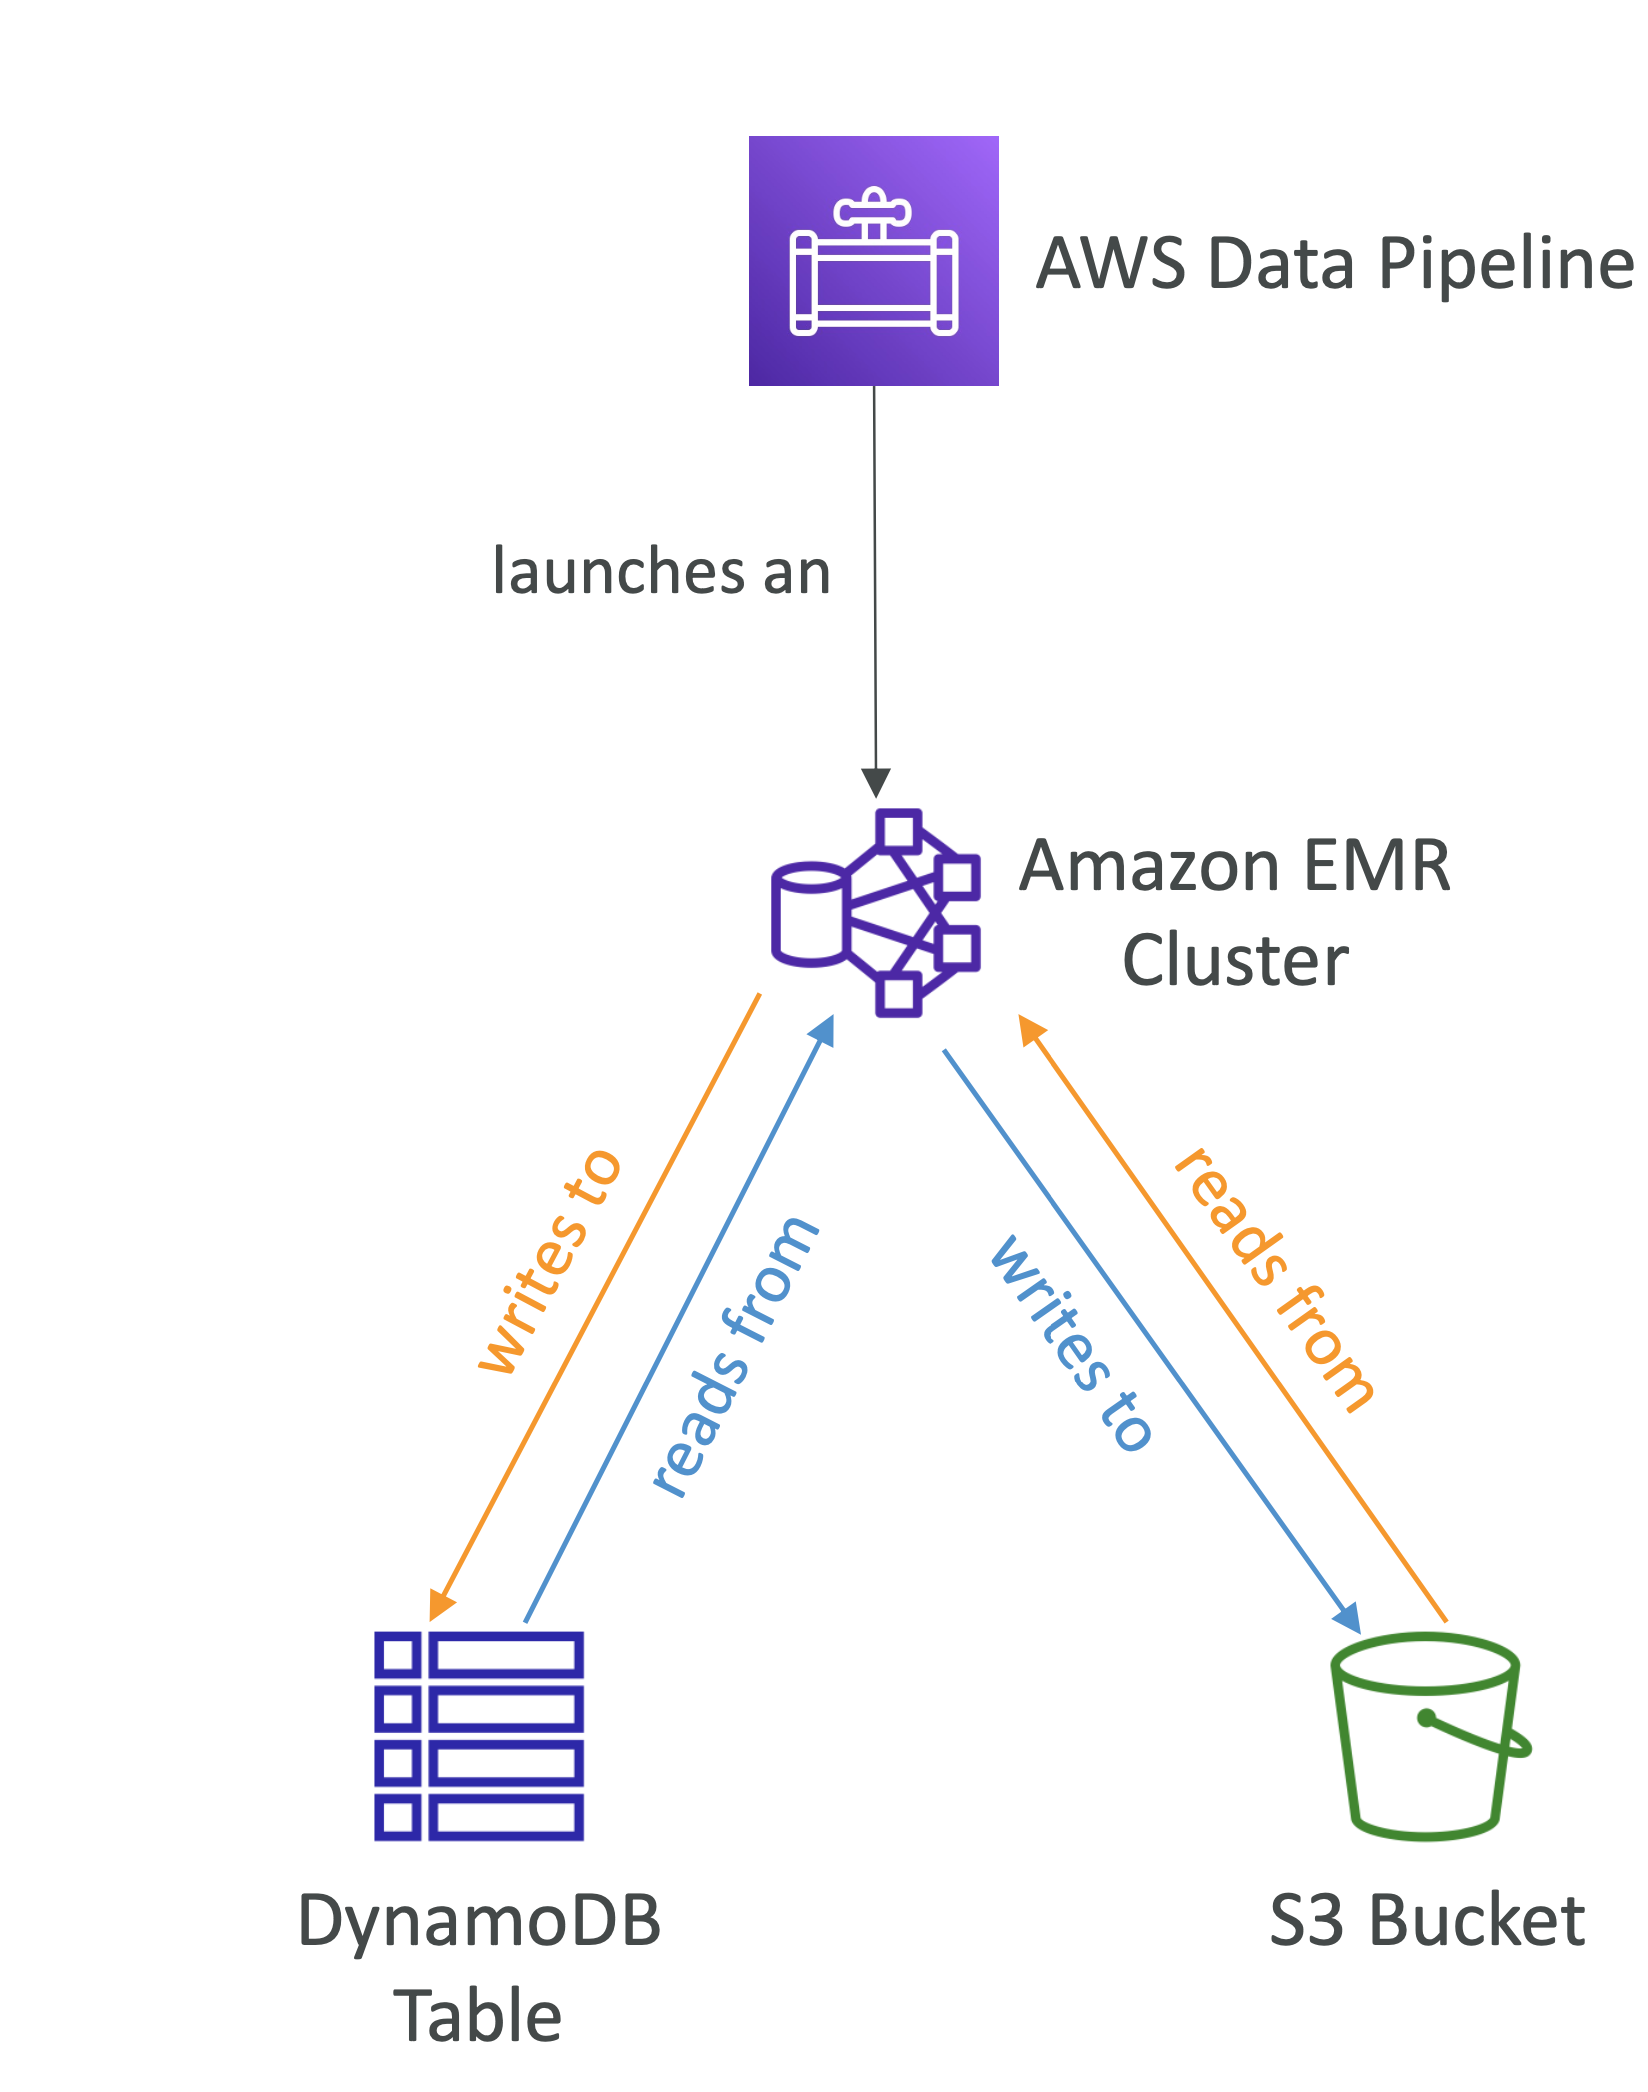 AWS Data Pipeline
launches an
Amazon EMR
Cluster
writes to
reads from
writes to
reads from
DynamoDB
Table
S3 Bucket